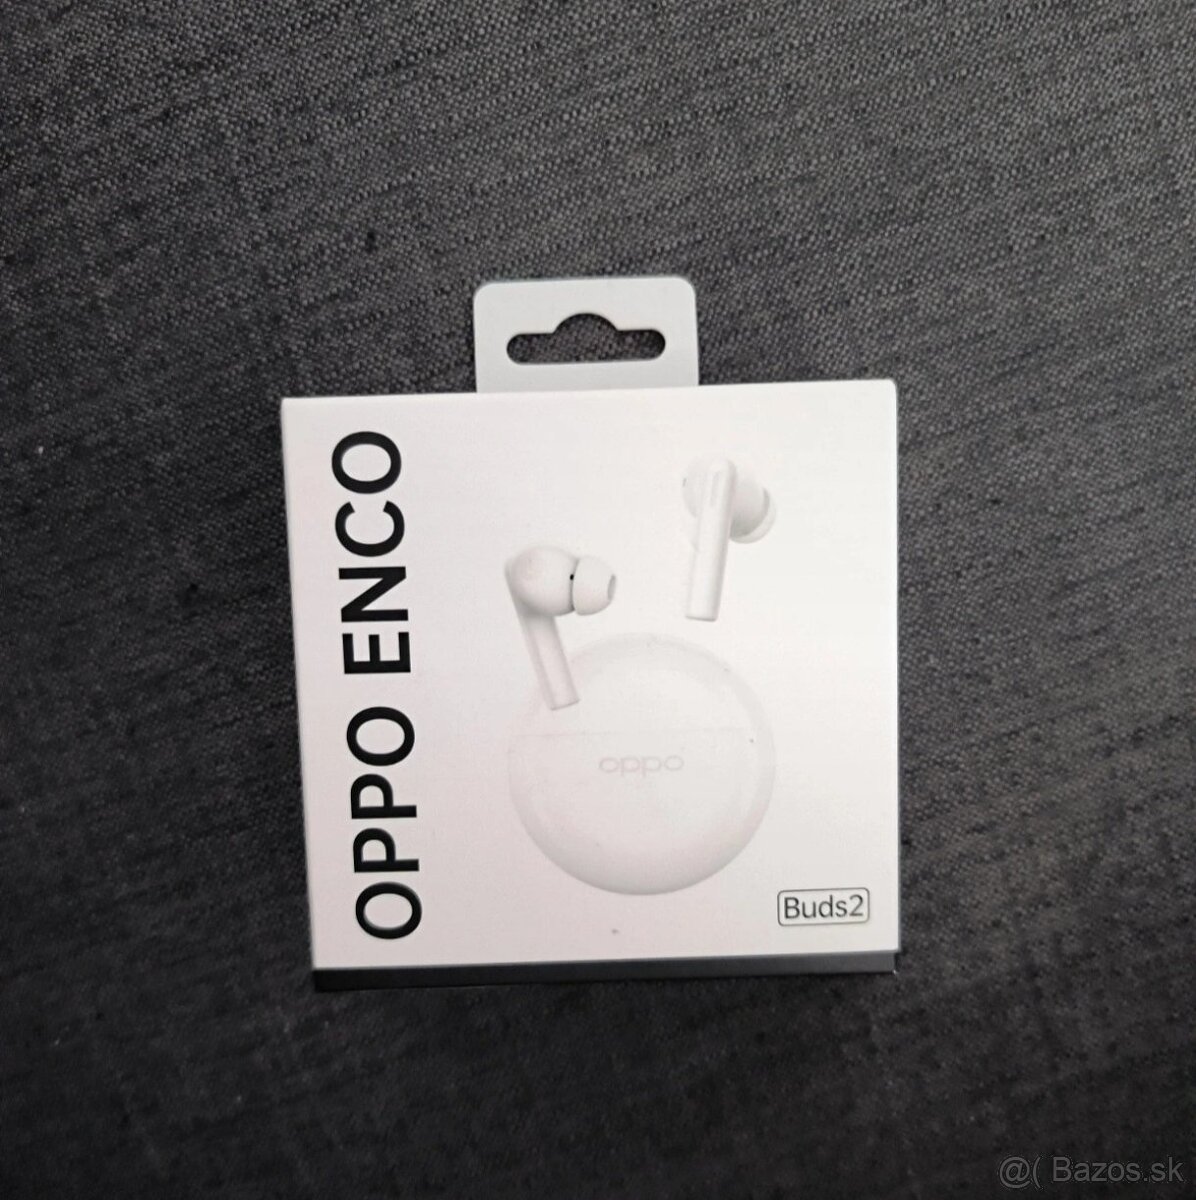 OPPO ENCO
oppo
Buds2
@( Bazos.sk